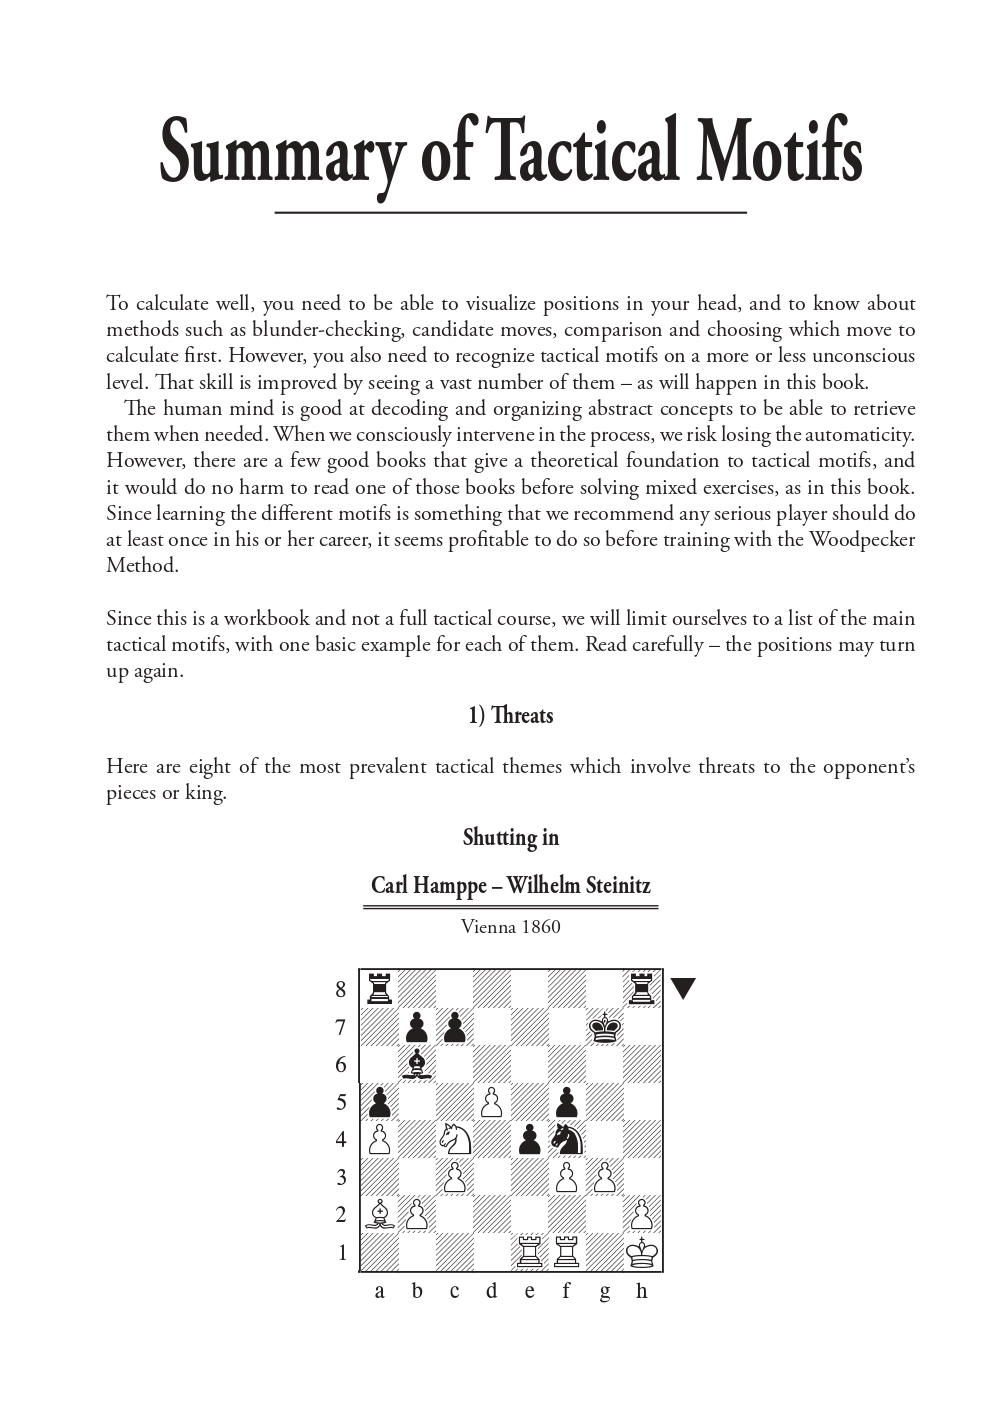 Summary of Tactical Motifs
To calculate well, you need to be able to visualize positions in your head, and to know about
methods such as blunder-checking, candidate moves, comparison and choosing which move to
calculate first. However, you also need to recognize tactical motifs on a more or less unconscious
level. That skill is improved by seeing a vast number of them – as will happen in this book.
The human mind is good at decoding and organizing abstract concepts to be able to retrieve
them when needed. When we consciously intervene in the process, we risk losing the automaticity.
However, there are a few good books that give a theoretical foundation to tactical motifs, and
it would do no harm to read one of those books before solving mixed exercises, as in this book.
Since learning the different motifs is something that we recommend any serious player should do
at least once in his or her career, it seems profitable to do so before training with the Woodpecker
Method.
Since this is a workbook and not a full tactical course, we will limit ourselves to a list of the main
tactical motifs, with one basic example for each of them. Read carefully – the positions may turn
up again.
1) Threats
Here are eight of the most prevalent tactical themes which involve threats to the opponent’s
pieces or king.
Shutting in
Carl Hamppe – Wilhelm Steinitz
Vienna 1860
8
7
6
5
4
3
2
1
a b c d e f g h